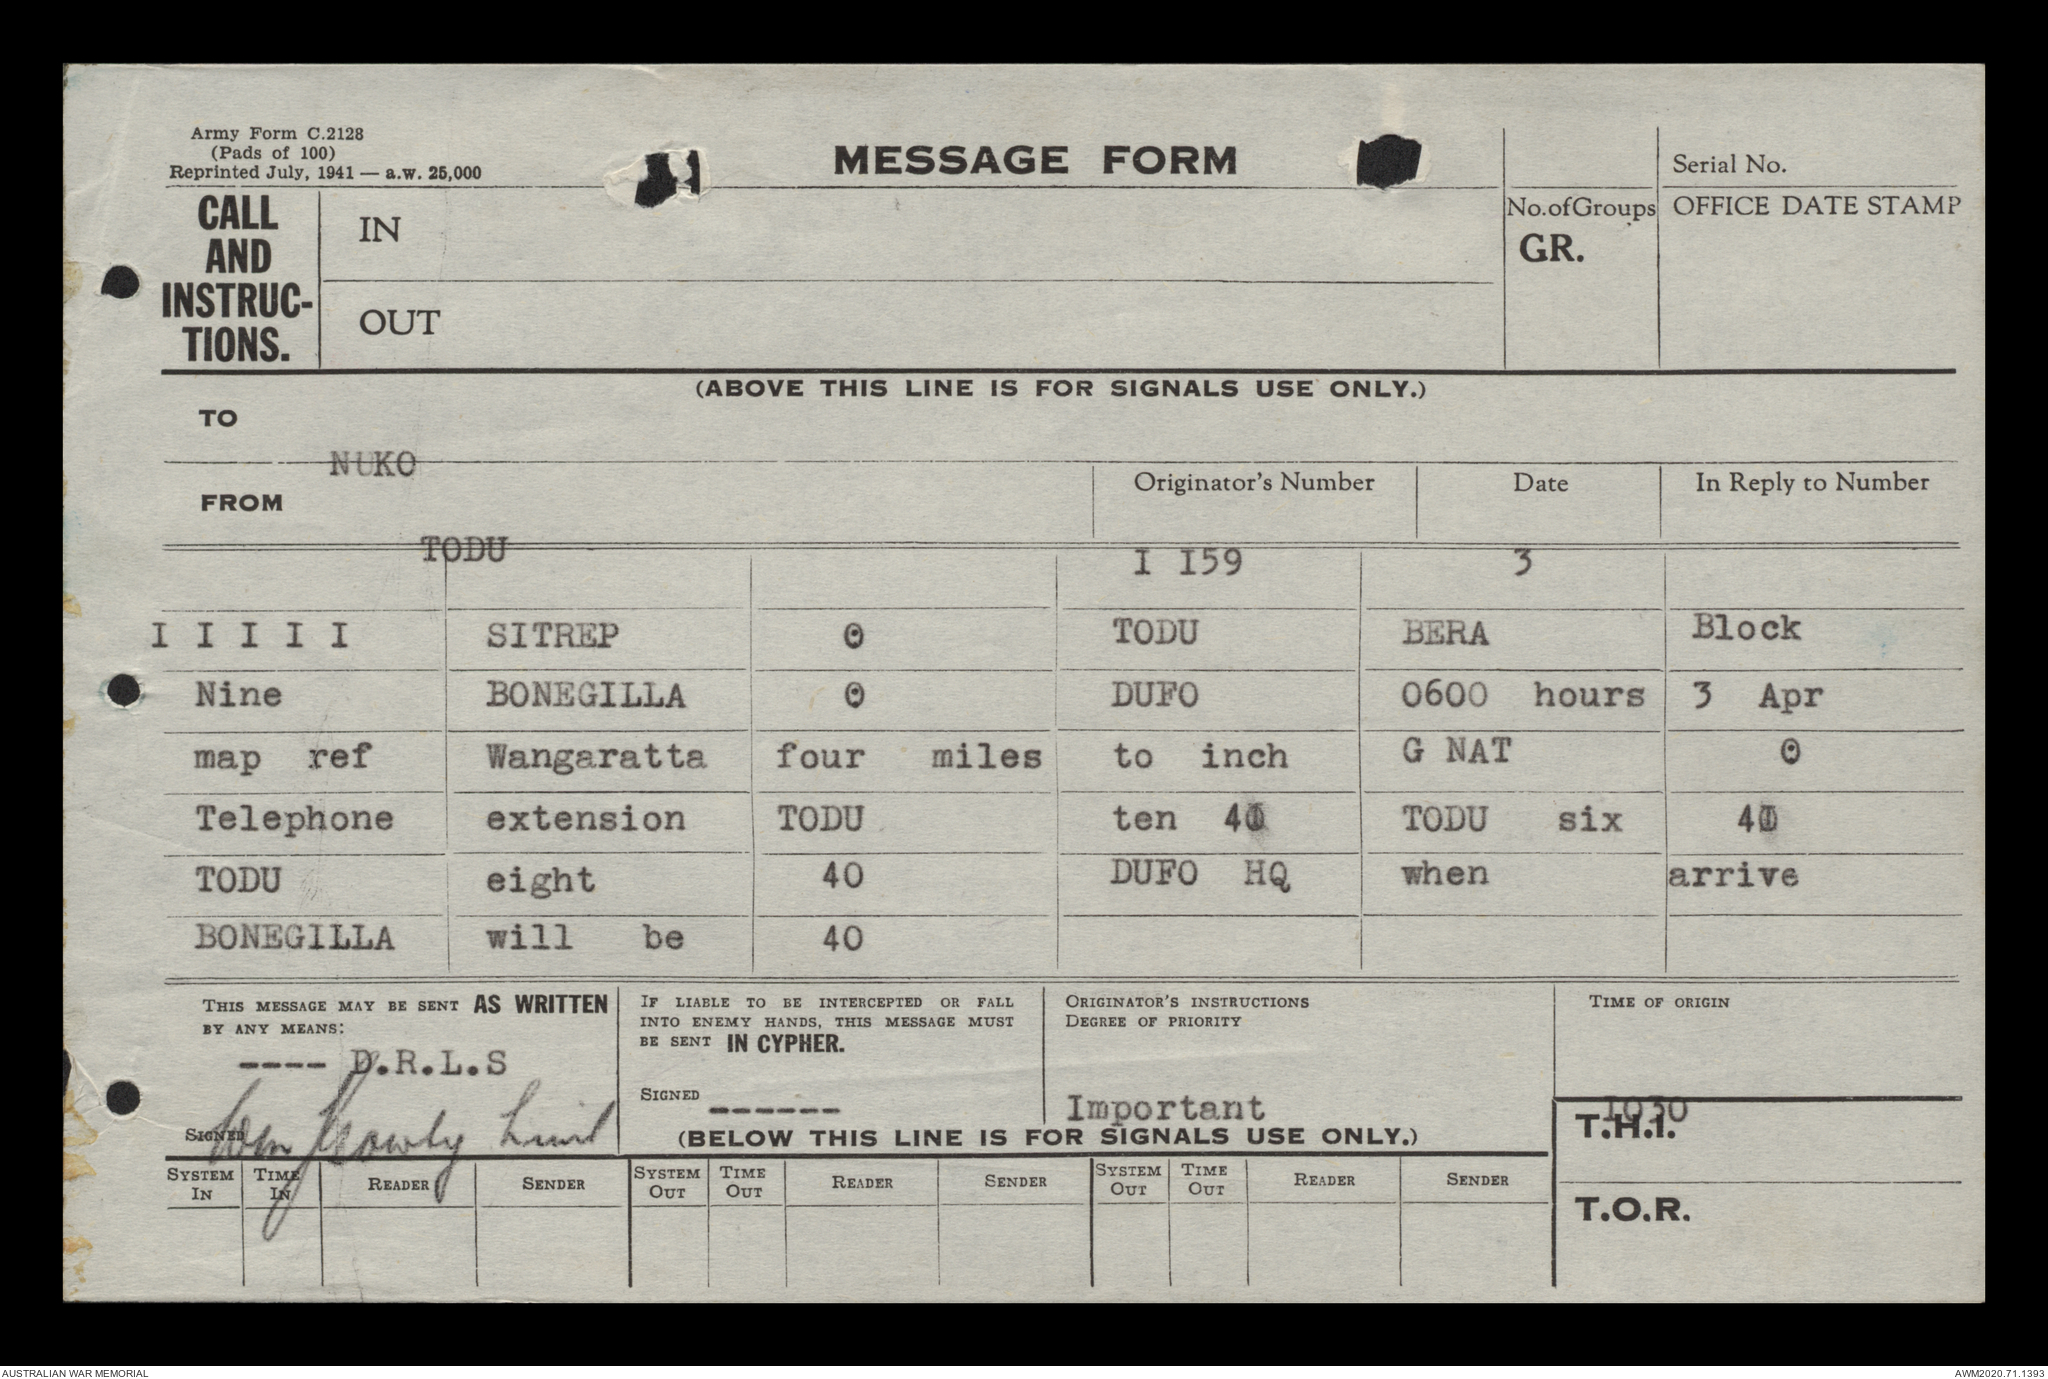 Army Form C.2128
(Pads of 100)
Reprinted July, 1941 — a.w. 25,000
MESSAGE FORM
Serial No.
CALL
AND
INSTRUC-
TIONS.
IN
OUT
No. of Groups
GR.
OFFICE DATE STAMP
(ABOVE THIS LINE IS FOR SIGNALS USE ONLY.)
TO
NUKO
FROM
TODU
Originator's Number
Date
In Reply to Number
I I59 3
I I I I I SITREP 0 TODU BERA Block
Nine BONEGILLA 0 DUFO 0600 hours 3 Apr
map ref Wangaratta four miles to inch G NAT 0
Telephone extension TODU ten 40 TODU six 40
TODU eight 40 DUFO HQ when arrive
BONEGILLA will be 40
THIS MESSAGE MAY BE SENT AS WRITTEN
BY ANY MEANS:
---- D.R.L.S
SIGNED
IF LIABLE TO BE INTERCEPTED OR FALL
INTO ENEMY HANDS, THIS MESSAGE MUST
BE SENT IN CYPHER.
SIGNED ------
ORIGINATOR'S INSTRUCTIONS
DEGREE OF PRIORITY
Important
TIME OF ORIGIN
1030
(BELOW THIS LINE IS FOR SIGNALS USE ONLY.)
T.H.I.
T.O.R.
SYSTEM IN TIME IN READER SENDER SYSTEM OUT TIME OUT READER SENDER SYSTEM OUT TIME OUT READER SENDER
AUSTRALIAN WAR MEMORIAL
AWM2020.71.1393